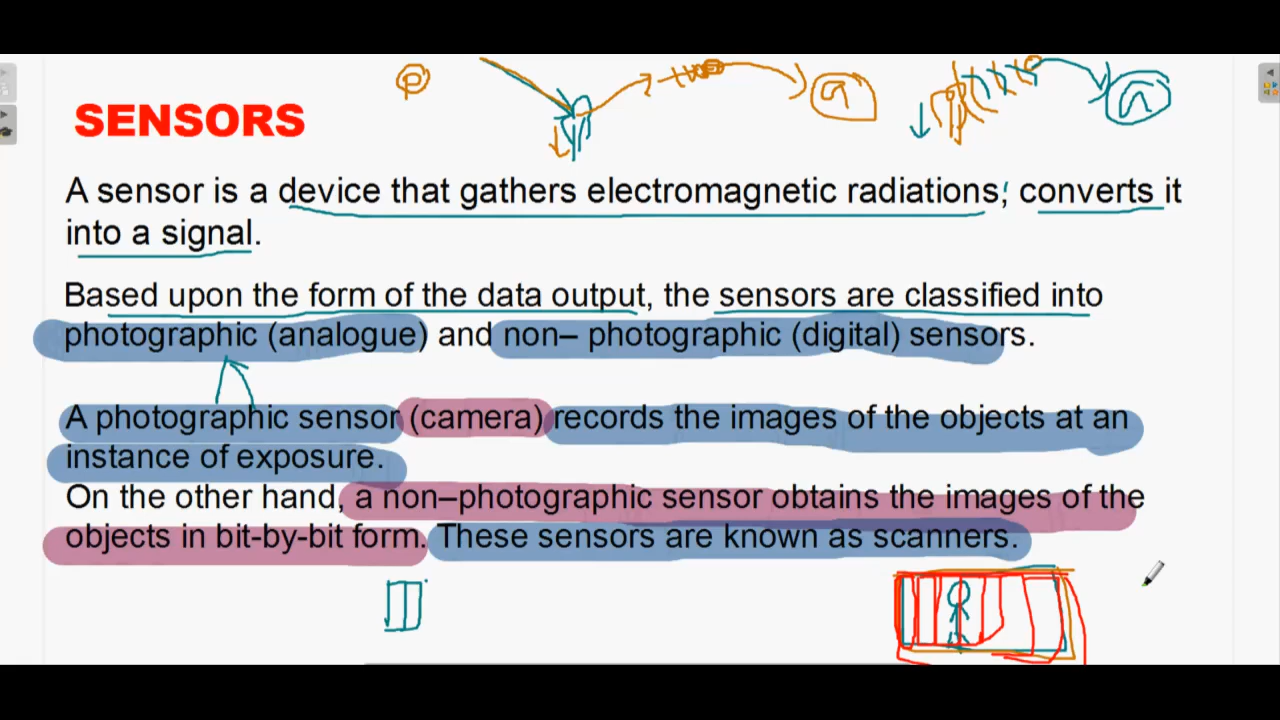 P
a
a
SENSORS
A sensor is a device that gathers electromagnetic radiations, converts it
into a signal.
Based upon the form of the data output, the sensors are classified into
photographic (analogue) and non– photographic (digital) sensors.
A photographic sensor (camera) records the images of the objects at an
instance of exposure.
On the other hand, a non–photographic sensor obtains the images of the
objects in bit-by-bit form. These sensors are known as scanners.